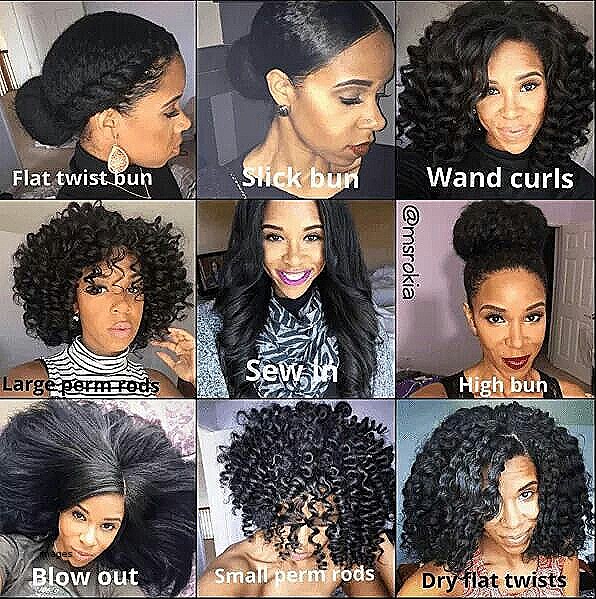 Flat twist bun
Slick bun
Wand curls
@msrokia
Large perm rods
Sew in
High bun
images
Blow out
Small perm rods
Dry flat twists